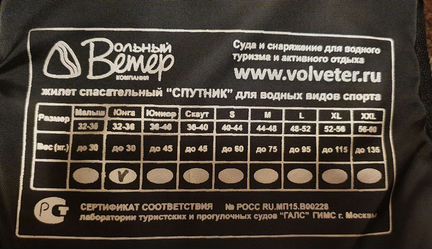 ВОЛЬНЫЙ
Ветер
КОМПАНИЯ
Суда и снаряжение для водного
туризма и активного отдыха
www.volveter.ru
жилет спасательный "СПУТНИК" для водных видов спорта
Размер Малыш Юнга Юниор Скаут S M L XL XXL
32-36 32-36 36-40 36-40 40-44 44-48 48-52 52-56 56-60
Вес (кг.) до 30 до 30 до 45 до 45 до 60 до 75 до 95 до 115 до 135
V
РСТ
СЕРТИФИКАТ СООТВЕТСТВИИ № РОСС RU.МП15.В00228
лаборатории туристских и прогулочных судов "ГАЛС" ГИМС г. Москвы